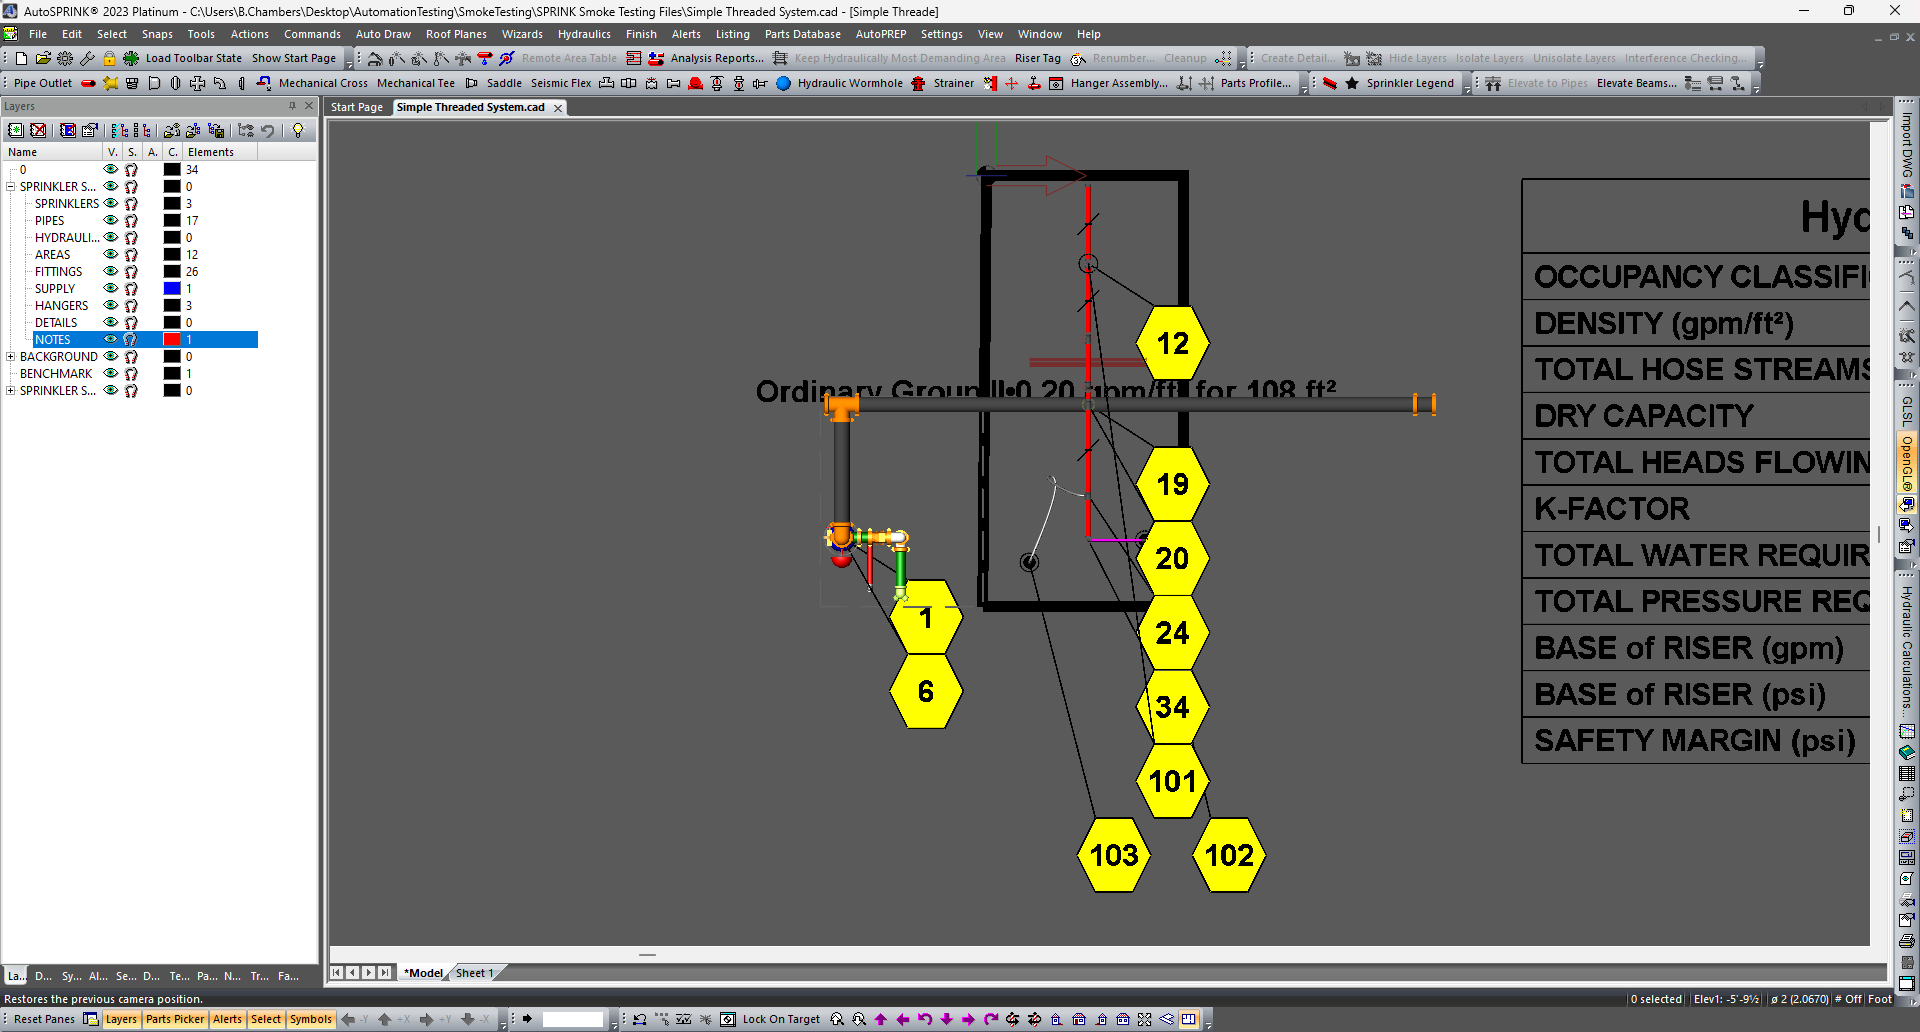 AutoSPRINK® 2023 Platinum - C:\Users\B.Chambers\Desktop\AutomationTesting\SmokeTesting\SPRINK Smoke Testing Files\Simple Threaded System.cad - [Simple Threade]
File Edit Select Snaps Tools Actions Commands Auto Draw Roof Planes Wizards Hydraulics Finish Alerts Listing Parts Database AutoPREP Settings View Window Help
Load Toolbar State Show Start Page Remote Area Table Analysis Reports... Keep Hydraulically Most Demanding Area Riser Tag Renumber... Cleanup Create Detail... Hide Layers Isolate Layers Unisolate Layers Interference Checking...
Pipe Outlet Mechanical Cross Mechanical Tee Saddle Seismic Flex Hydraulic Wormhole Strainer Hanger Assembly... Parts Profile... Sprinkler Legend Elevate to Pipes Elevate Beams...
Layers
Start Page Simple Threaded System.cad
Name V. S. A. C. Elements
0 34
SPRINKLER S... 0
SPRINKLERS 3
PIPES 17
HYDRAULI... 0
AREAS 12
FITTINGS 26
SUPPLY 1
HANGERS 3
DETAILS 0
NOTES 1
BACKGROUND 0
BENCHMARK 1
SPRINKLER S... 0
12
Ordinary Group II•0.20 gpm/ft² for 108 ft²
19
20
24
34
101
102
103
1
6
Hyd
OCCUPANCY CLASSIFI
DENSITY (gpm/ft²)
TOTAL HOSE STREAMS
DRY CAPACITY
TOTAL HEADS FLOWIN
K-FACTOR
TOTAL WATER REQUIR
TOTAL PRESSURE REQ
BASE of RISER (gpm)
BASE of RISER (psi)
SAFETY MARGIN (psi)
Import DWG
GLSL
OpenGL®
Hydraulic Calculations...
La... D... Sy... Al... Se... D... Te... Pa... N... Tr... Fa...
*Model Sheet 1
Restores the previous camera position.
0 selected Elev1: -5'-9½ ø 2 (2.0670) # Off Foot
Reset Panes Layers Parts Picker Alerts Select Symbols -Y +X +Y -X Lock On Target